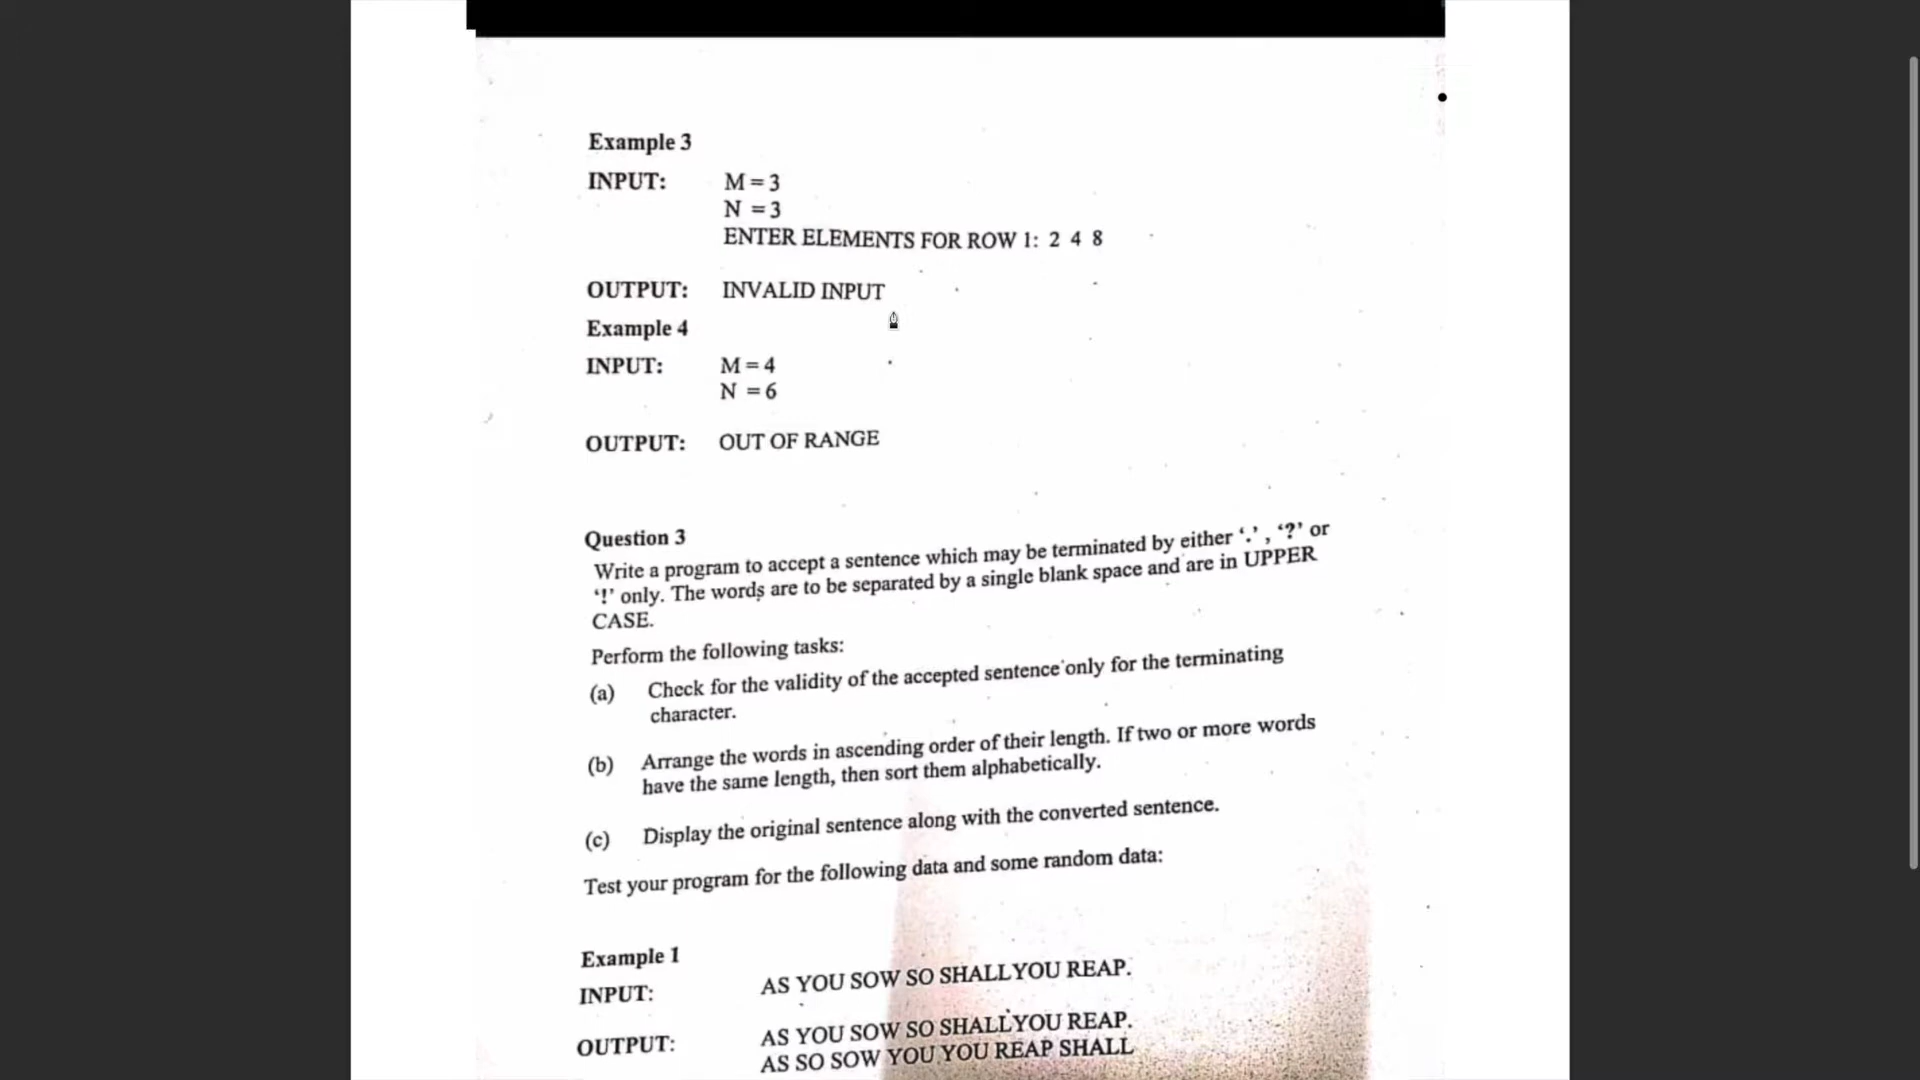 Example 3
INPUT: M = 3
N = 3
ENTER ELEMENTS FOR ROW 1: 2 4 8
OUTPUT: INVALID INPUT
Example 4
INPUT: M = 4
N = 6
OUTPUT: OUT OF RANGE
Question 3
Write a program to accept a sentence which may be terminated by either ‘.’ , ‘?’ or
‘!’ only. The words are to be separated by a single blank space and are in UPPER
CASE.
Perform the following tasks:
(a) Check for the validity of the accepted sentence only for the terminating
character.
(b) Arrange the words in ascending order of their length. If two or more words
have the same length, then sort them alphabetically.
(c) Display the original sentence along with the converted sentence.
Test your program for the following data and some random data:
Example 1
INPUT: AS YOU SOW SO SHALL YOU REAP.
OUTPUT: AS YOU SOW SO SHALL YOU REAP.
AS SO SOW YOU YOU REAP SHALL